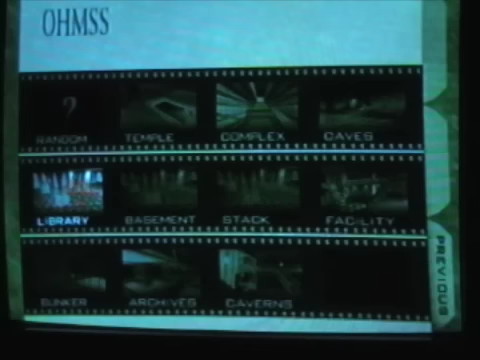 OHMSS
RANDOM TEMPLE COMPLEX CAVES
LIBRARY BASEMENT STACK FACILITY
BUNKER ARCHIVES CAVERNS
PREVIOUS